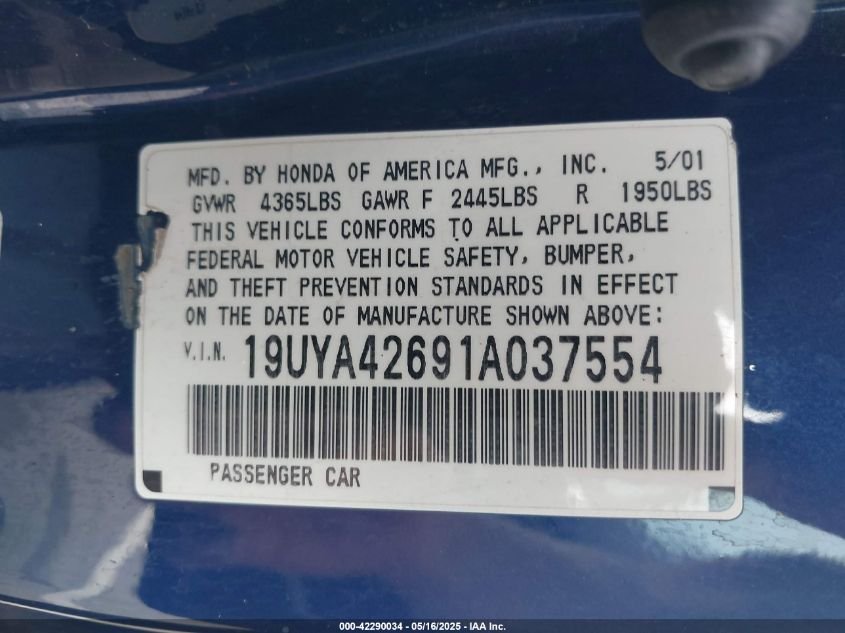 MFD. BY HONDA OF AMERICA MFG., INC. 5/01
GVWR 4365LBS GAWR F 2445LBS R 1950LBS
THIS VEHICLE CONFORMS TO ALL APPLICABLE
FEDERAL MOTOR VEHICLE SAFETY, BUMPER,
AND THEFT PREVENTION STANDARDS IN EFFECT
ON THE DATE OF MANUFACTURE SHOWN ABOVE:
V.I.N. 19UYA42691A037554
PASSENGER CAR
000-42290034 - 05/16/2025 - IAA Inc.